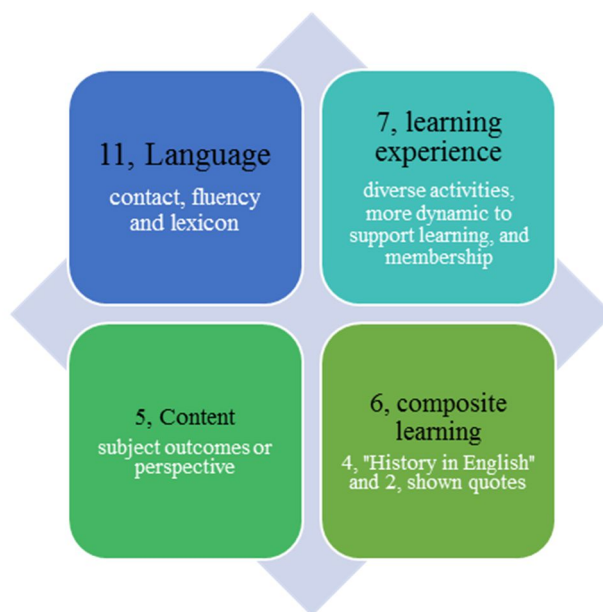 11, Language
contact, fluency
and lexicon
7, learning
experience
diverse activities,
more dynamic to
support learning, and
membership
5, Content
subject outcomes or
perspective
6, composite
learning
4, "History in English"
and 2, shown quotes